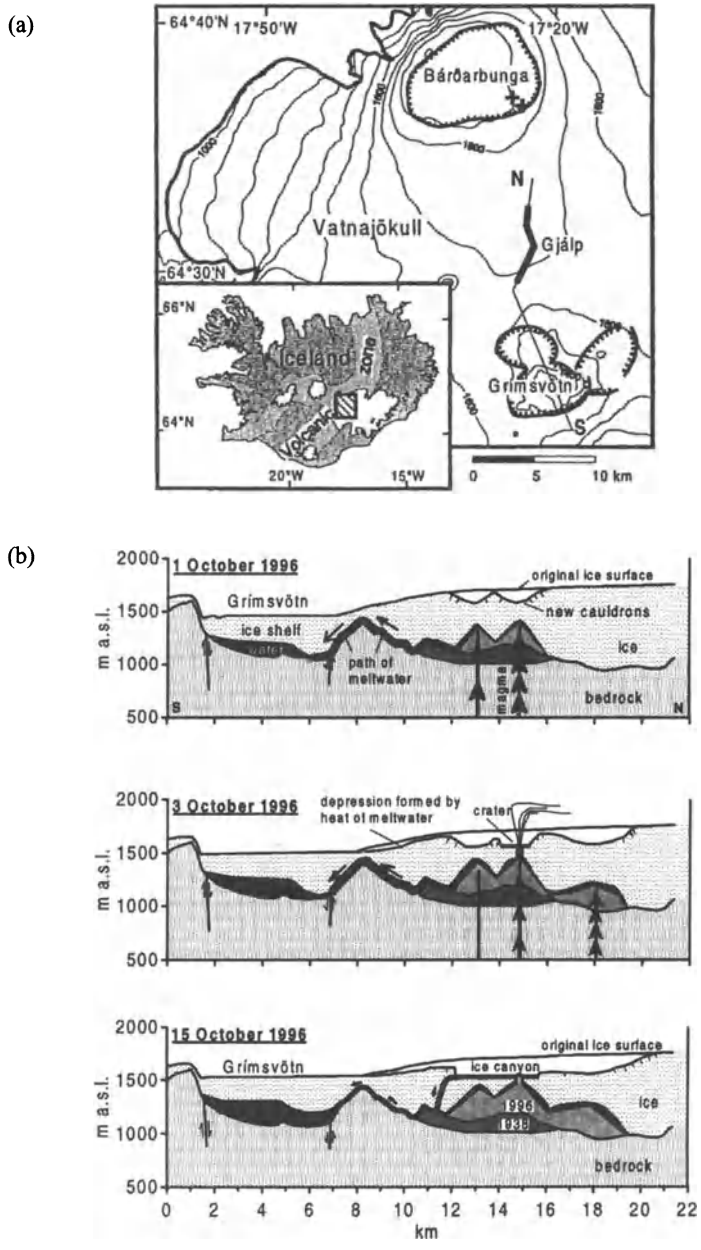 (a)
64°40'N
17°50'W
17°20'W
Bárðarbunga
1600
1000
1800
1800
N
Vatnajökull
Gjálp
64°30'N
66°N
Iceland
zone
Grímsvötn
Volcanic
64°N
S
20°W
15°W
0 5 10 km
(b)
2000
1 October 1996
original ice surface
Grímsvötn
1500
new cauldrons
ice shelf
water
ice
m a.s.l.
path of
meltwater
1000
magma
bedrock
500
S
N
2000
3 October 1996
depression formed by
heat of meltwater
crater
1500
m a.s.l.
1000
500
2000
15 October 1996
original ice surface
Grímsvötn
ice canyon
1500
m a.s.l.
1996
ice
1938
1000
bedrock
500
0 2 4 6 8 10 12 14 16 18 20 22
km